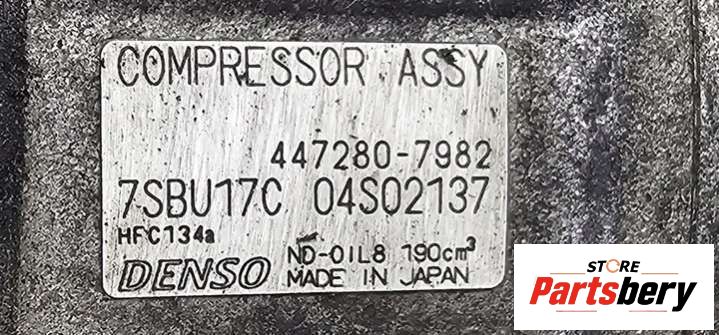 COMPRESSOR ASSY
447280-7982
7SBU17C 04S02137
HFC134a
ND-OIL8 190cm³
DENSO MADE IN JAPAN
STORE
Partsbery